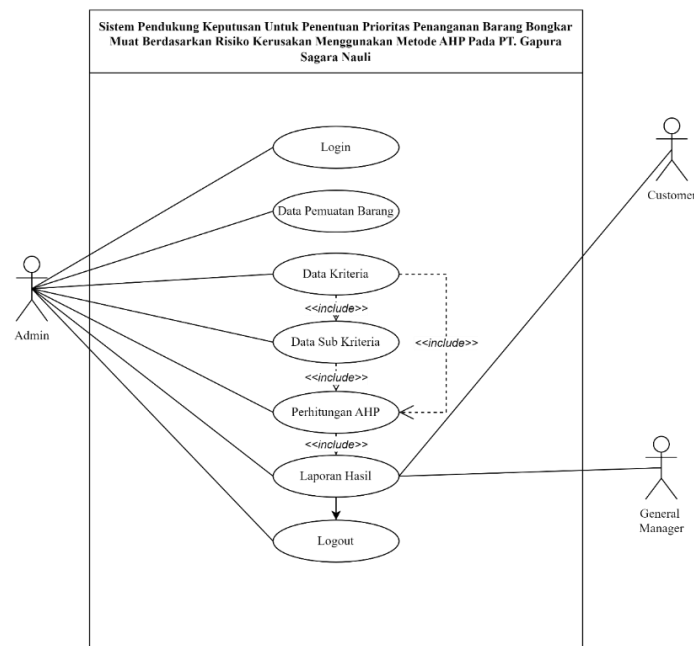 Sistem Pendukung Keputusan Untuk Penentuan Prioritas Penanganan Barang Bongkar
Muat Berdasarkan Risiko Kerusakan Menggunakan Metode AHP Pada PT. Gapura
Sagara Nauli
Login
Customer
Data Pemuatan Barang
Data Kriteria
Admin
<<include>>
Data Sub Kriteria
<<include>>
<<include>>
Perhitungan AHP
<<include>>
Laporan Hasil
General
Manager
Logout